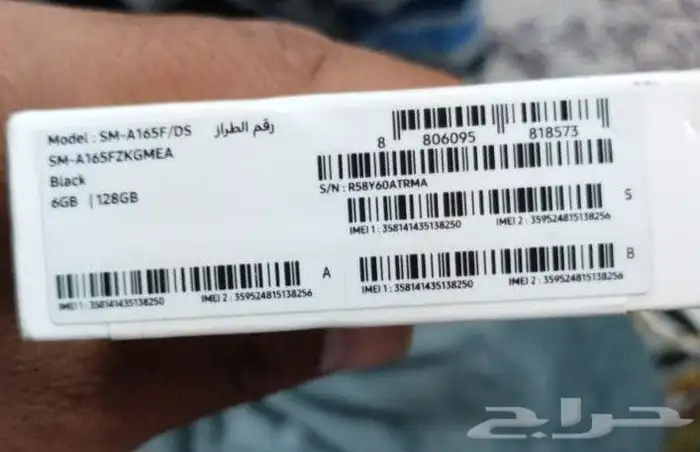 Model : SM-A165F/DS رقم الطراز
SM-A165FZKGMEA
Black
6GB | 128GB
8 806095 818573
S/N : R58Y60ATRMA
S
IMEI 1 : 358141435138250 IMEI 2 : 359524815138256
A
IMEI 1 : 358141435138250 IMEI 2 : 359524815138256
B
IMEI 1 : 358141435138250 IMEI 2 : 359524815138256
حراج